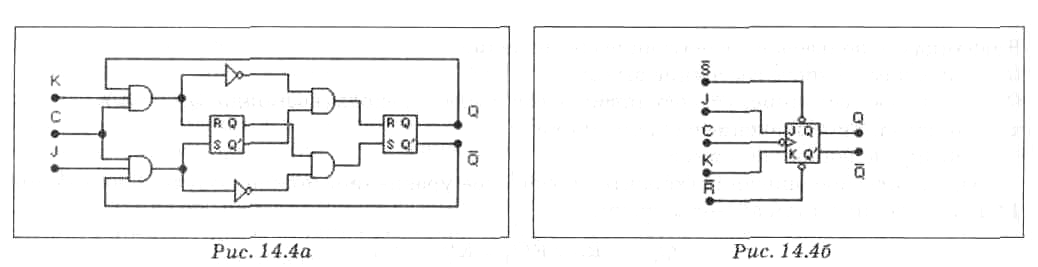 K
C
J
R Q
S Q'
R Q
S Q'
Q
Q̅
Рис. 14.4а
S̅
J
C
K
R̅
J Q
K Q'
Q
Q̅
Рис. 14.4б